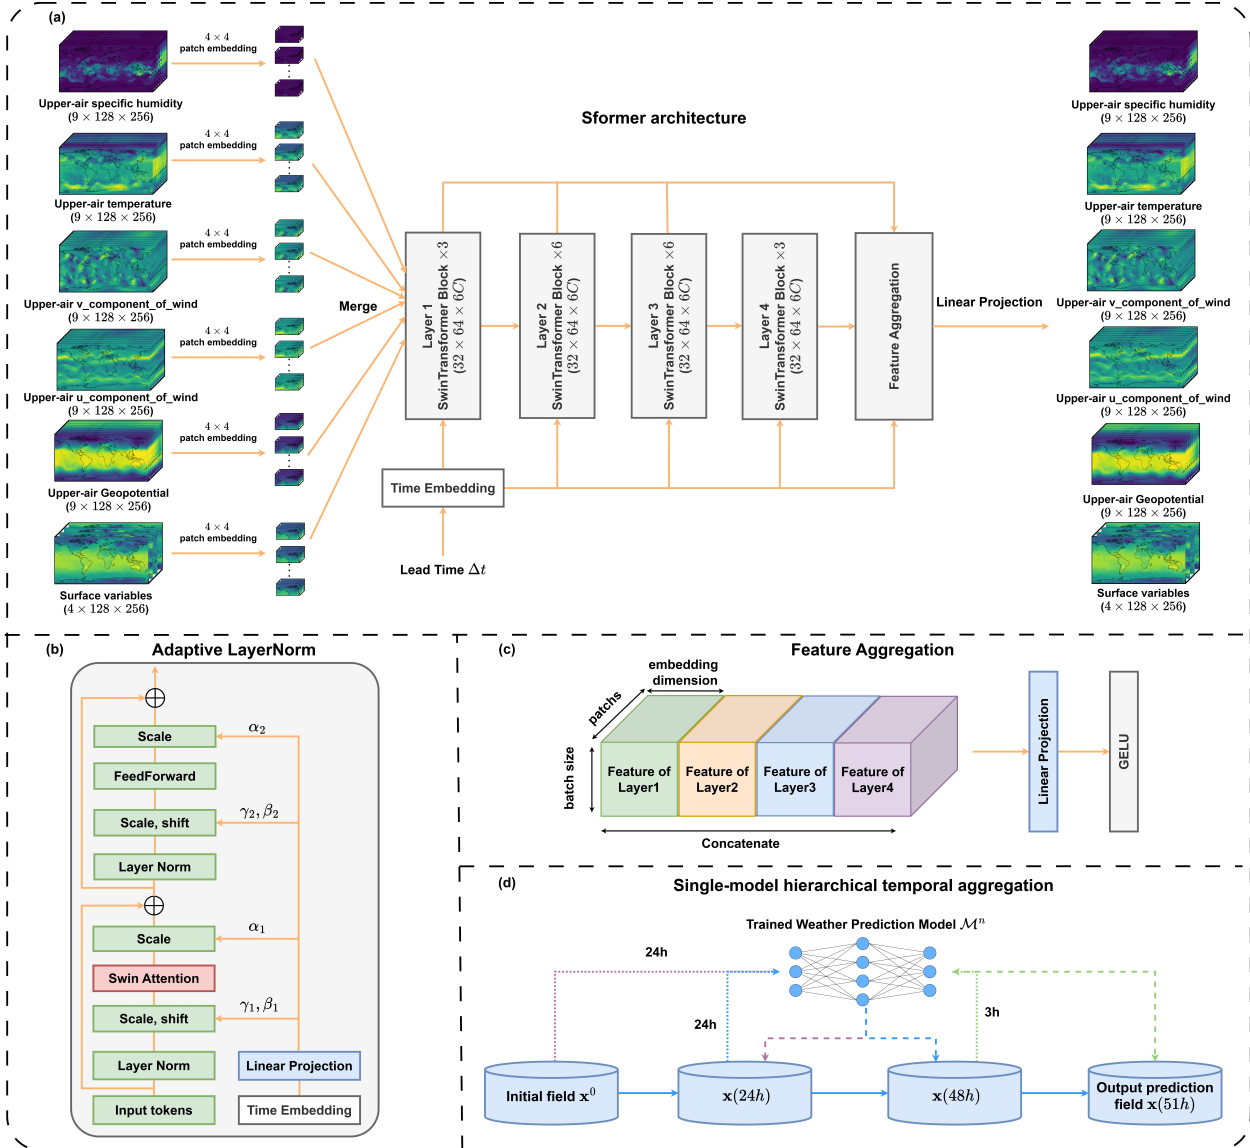 (a)
4 × 4
patch embedding
Upper-air specific humidity
(9 × 128 × 256)
4 × 4
patch embedding
Upper-air temperature
(9 × 128 × 256)
4 × 4
patch embedding
Upper-air v_component_of_wind
(9 × 128 × 256)
4 × 4
patch embedding
Upper-air u_component_of_wind
(9 × 128 × 256)
4 × 4
patch embedding
Upper-air Geopotential
(9 × 128 × 256)
4 × 4
patch embedding
Surface variables
(4 × 128 × 256)
Merge
Sformer architecture
Layer 1
SwinTransformer Block ×3
(32 × 64 × 6C)
Layer 2
SwinTransformer Block ×6
(32 × 64 × 6C)
Layer 3
SwinTransformer Block ×6
(32 × 64 × 6C)
Layer 4
SwinTransformer Block ×3
(32 × 64 × 6C)
Feature Aggregation
Linear Projection
Time Embedding
Lead Time Δt
Upper-air specific humidity
(9 × 128 × 256)
Upper-air temperature
(9 × 128 × 256)
Upper-air v_component_of_wind
(9 × 128 × 256)
Upper-air u_component_of_wind
(9 × 128 × 256)
Upper-air Geopotential
(9 × 128 × 256)
Surface variables
(4 × 128 × 256)
(b)
Adaptive LayerNorm
Scale
α₂
FeedForward
Scale, shift
γ₂, β₂
Layer Norm
Scale
α₁
Swin Attention
Scale, shift
γ₁, β₁
Layer Norm
Linear Projection
Input tokens
Time Embedding
(c)
Feature Aggregation
embedding
dimension
patchs
batch size
Feature of
Layer1
Feature of
Layer2
Feature of
Layer3
Feature of
Layer4
Concatenate
Linear Projection
GELU
(d)
Single-model hierarchical temporal aggregation
Trained Weather Prediction Model ℳⁿ
24h
24h
3h
Initial field x⁰
x(24h)
x(48h)
Output prediction
field x(51h)